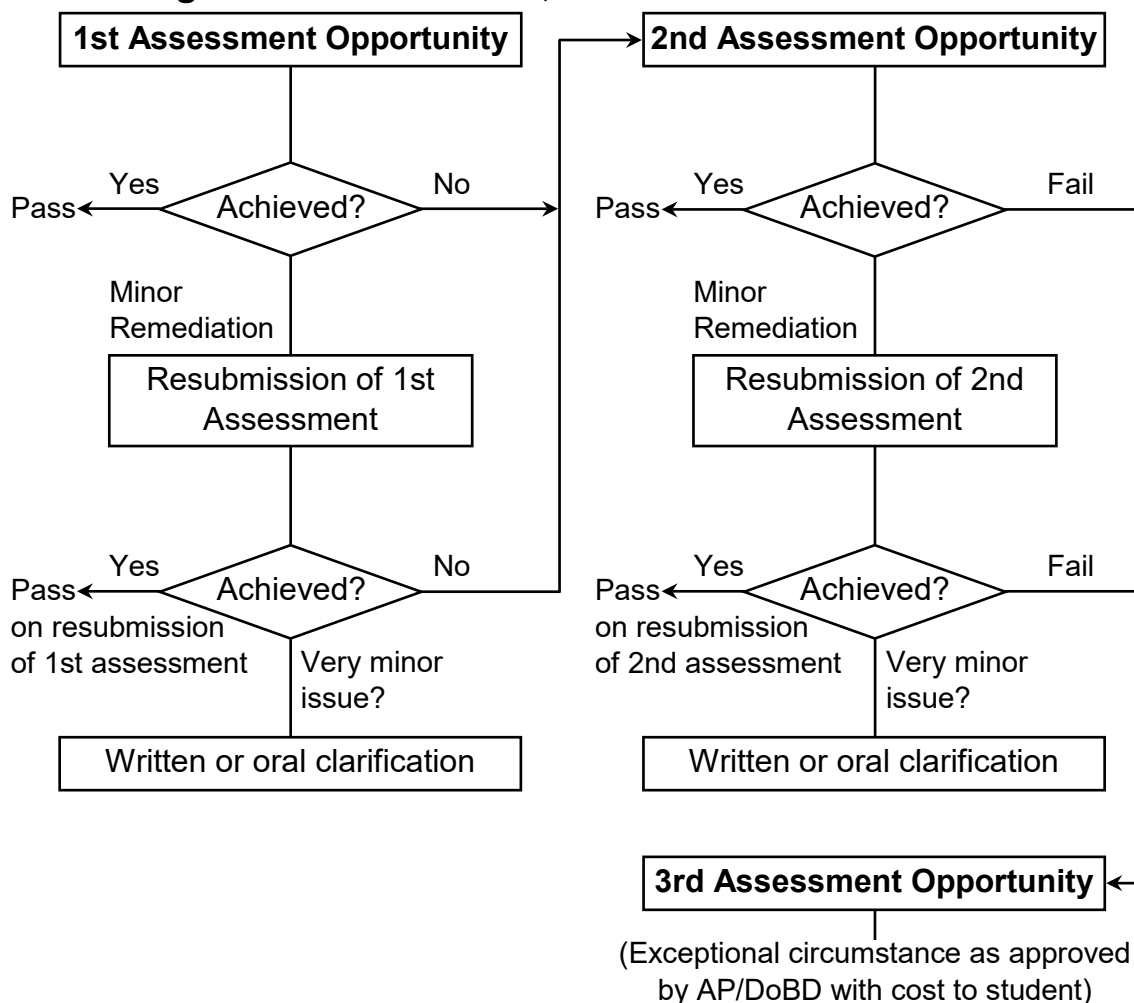 1st Assessment Opportunity
Yes
No
Pass
Achieved?
Minor
Remediation
Resubmission of 1st
Assessment
Yes
No
Pass
Achieved?
on resubmission
of 1st assessment
Very minor
issue?
Written or oral clarification
2nd Assessment Opportunity
Yes
Fail
Pass
Achieved?
Minor
Remediation
Resubmission of 2nd
Assessment
Yes
Fail
Pass
Achieved?
on resubmission
of 2nd assessment
Very minor
issue?
Written or oral clarification
3rd Assessment Opportunity
(Exceptional circumstance as approved
by AP/DoBD with cost to student)